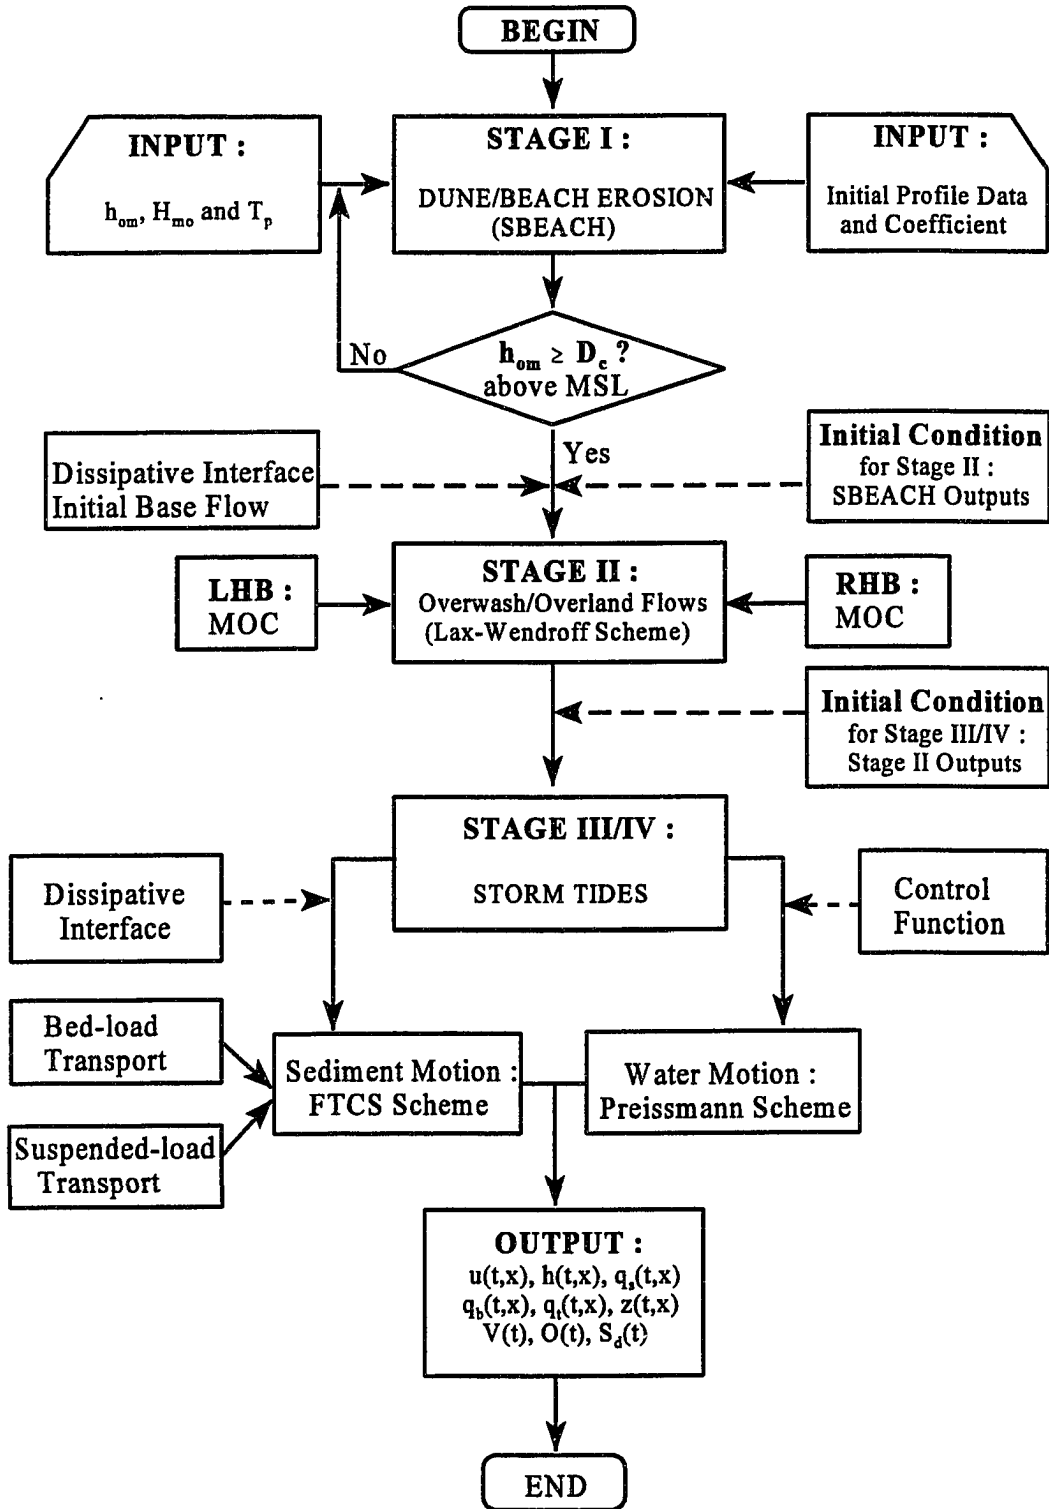 BEGIN
INPUT :
h_om, H_mo and T_p
STAGE I :
DUNE/BEACH EROSION
(SBEACH)
INPUT :
Initial Profile Data
and Coefficient
No
h_om ≥ D_c ?
above MSL
Yes
Dissipative Interface
Initial Base Flow
Initial Condition
for Stage II :
SBEACH Outputs
LHB :
MOC
STAGE II :
Overwash/Overland Flows
(Lax-Wendroff Scheme)
RHB :
MOC
Initial Condition
for Stage III/IV :
Stage II Outputs
STAGE III/IV :
STORM TIDES
Dissipative
Interface
Control
Function
Bed-load
Transport
Suspended-load
Transport
Sediment Motion :
FTCS Scheme
Water Motion :
Preissmann Scheme
OUTPUT :
u(t,x), h(t,x), q_s(t,x)
q_b(t,x), q_t(t,x), z(t,x)
V(t), O(t), S_d(t)
END